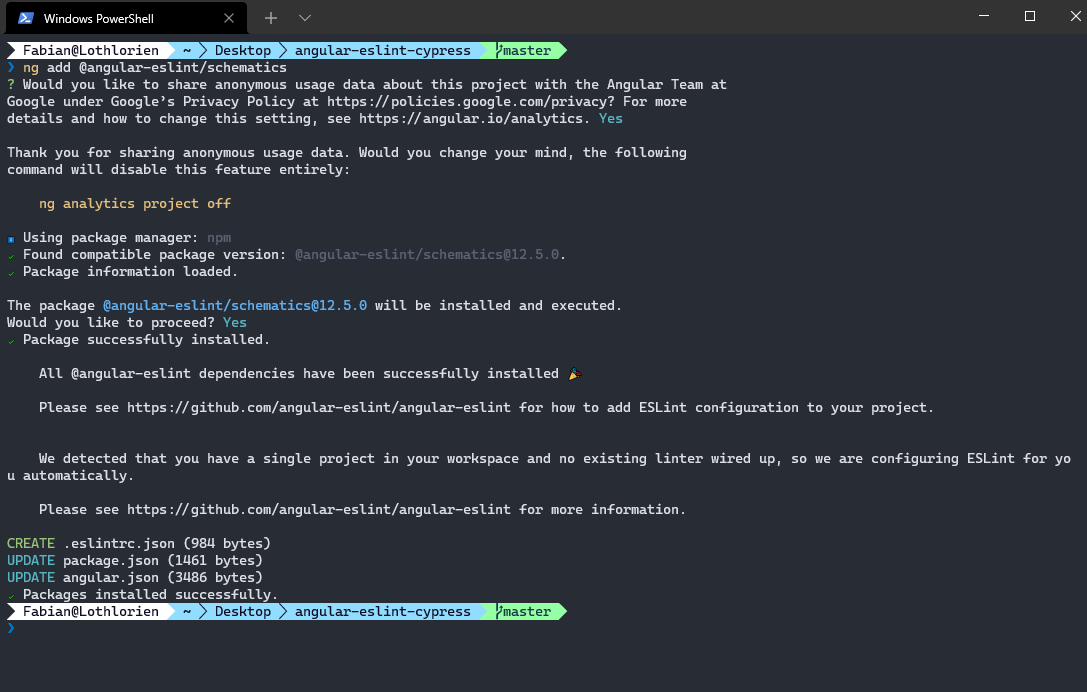 Windows PowerShell
Fabian@Lothlorien ~ Desktop angular-eslint-cypress master
❯ ng add @angular-eslint/schematics
? Would you like to share anonymous usage data about this project with the Angular Team at
Google under Google’s Privacy Policy at https://policies.google.com/privacy? For more
details and how to change this setting, see https://angular.io/analytics. Yes
Thank you for sharing anonymous usage data. Would you change your mind, the following
command will disable this feature entirely:
ng analytics project off
i Using package manager: npm
✓ Found compatible package version: @angular-eslint/schematics@12.5.0.
✓ Package information loaded.
The package @angular-eslint/schematics@12.5.0 will be installed and executed.
Would you like to proceed? Yes
✓ Package successfully installed.
All @angular-eslint dependencies have been successfully installed 🎉
Please see https://github.com/angular-eslint/angular-eslint for how to add ESLint configuration to your project.
We detected that you have a single project in your workspace and no existing linter wired up, so we are configuring ESLint for yo
u automatically.
Please see https://github.com/angular-eslint/angular-eslint for more information.
CREATE .eslintrc.json (984 bytes)
UPDATE package.json (1461 bytes)
UPDATE angular.json (3486 bytes)
✓ Packages installed successfully.
Fabian@Lothlorien ~ Desktop angular-eslint-cypress master
❯